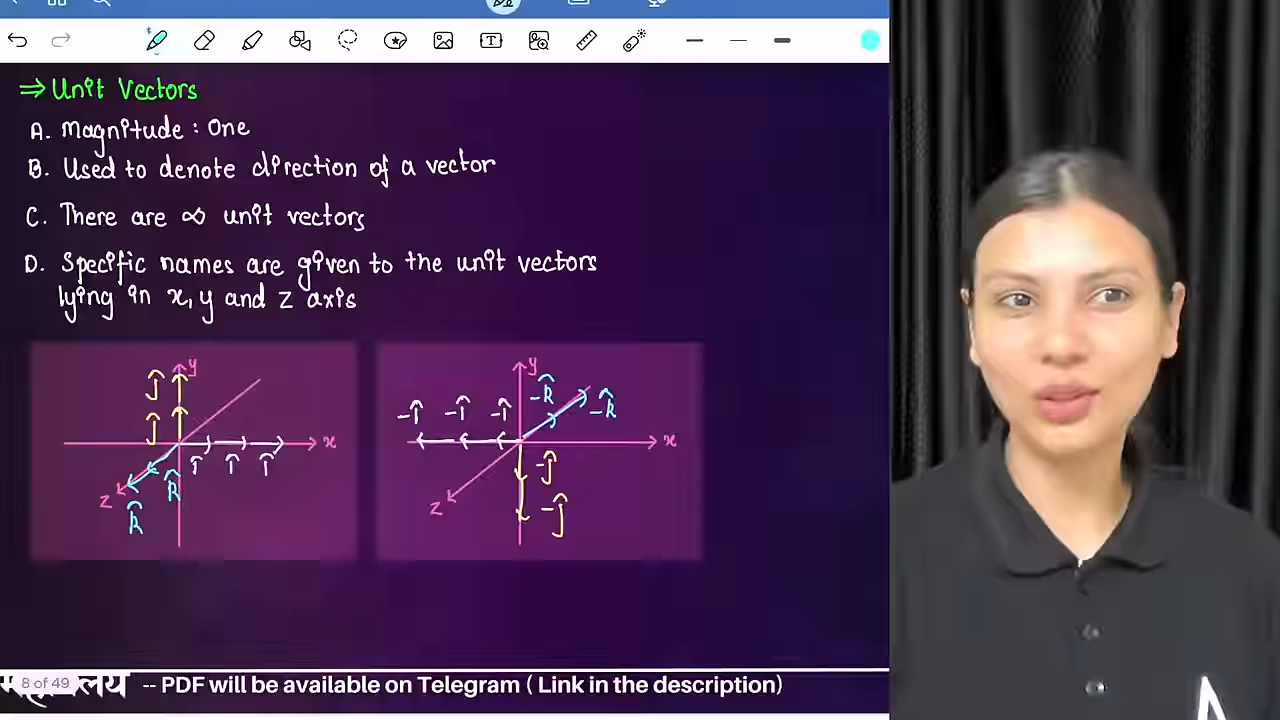 ⇒ Unit Vectors
A. Magnitude : One
B. Used to denote direction of a vector
C. There are ∞ unit vectors
D. Specific names are given to the unit vectors
lying in x, y and z axis
ĵ y
ĵ
x
î î î
z k̂
k̂
y
-k̂ -k̂
-î -î -î
x
-ĵ
z -ĵ
8 of 49 -- PDF will be available on Telegram ( Link in the description)